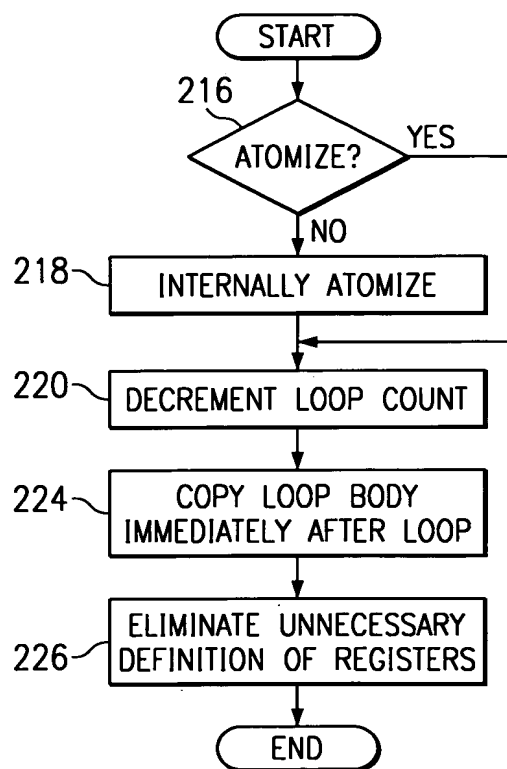 START
216
ATOMIZE?
YES
NO
218
INTERNALLY ATOMIZE
220
DECREMENT LOOP COUNT
224
COPY LOOP BODY
IMMEDIATELY AFTER LOOP
226
ELIMINATE UNNECESSARY
DEFINITION OF REGISTERS
END